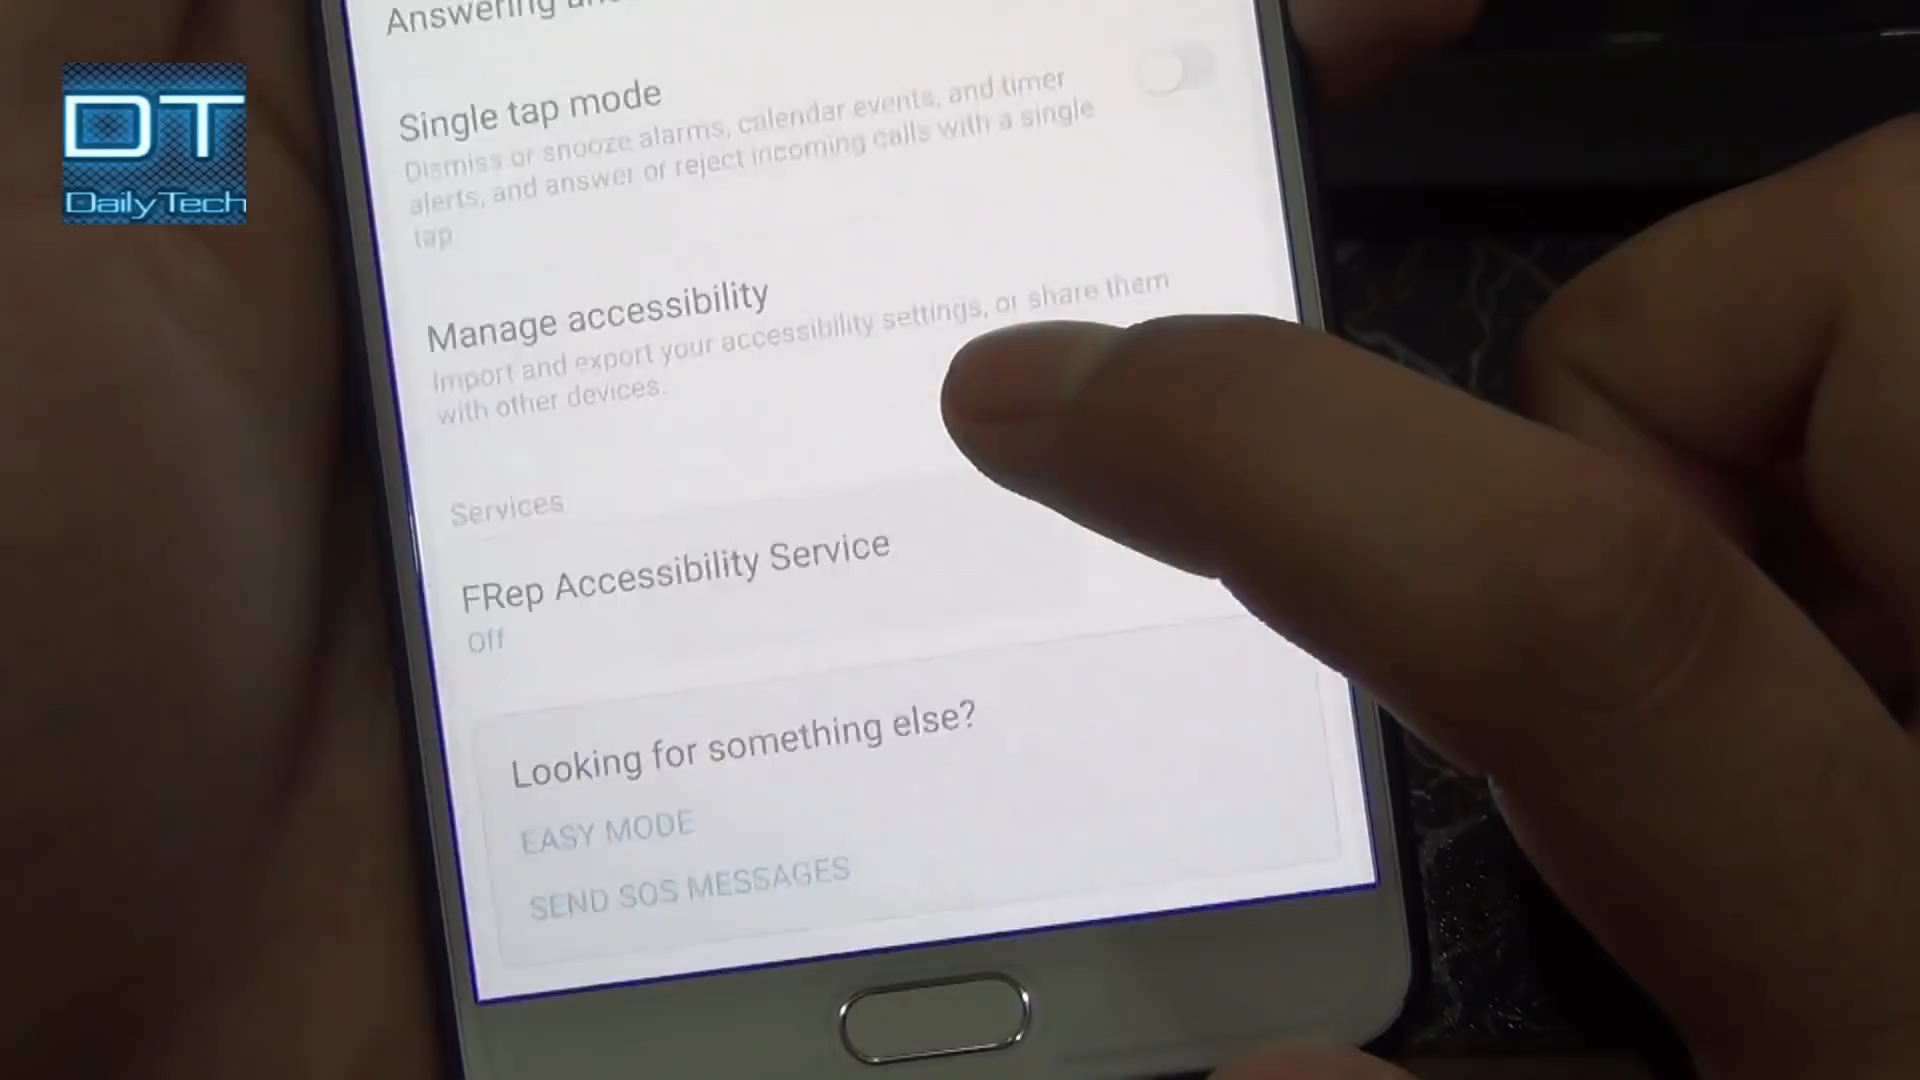 Answering
Single tap mode
Dismiss or snooze alarms, calendar events, and timer
alerts, and answer or reject incoming calls with a single
tap
Manage accessibility
Import and export your accessibility settings, or share them
with other devices.
Services
FRep Accessibility Service
Off
Looking for something else?
EASY MODE
SEND SOS MESSAGES
DT
DailyTech